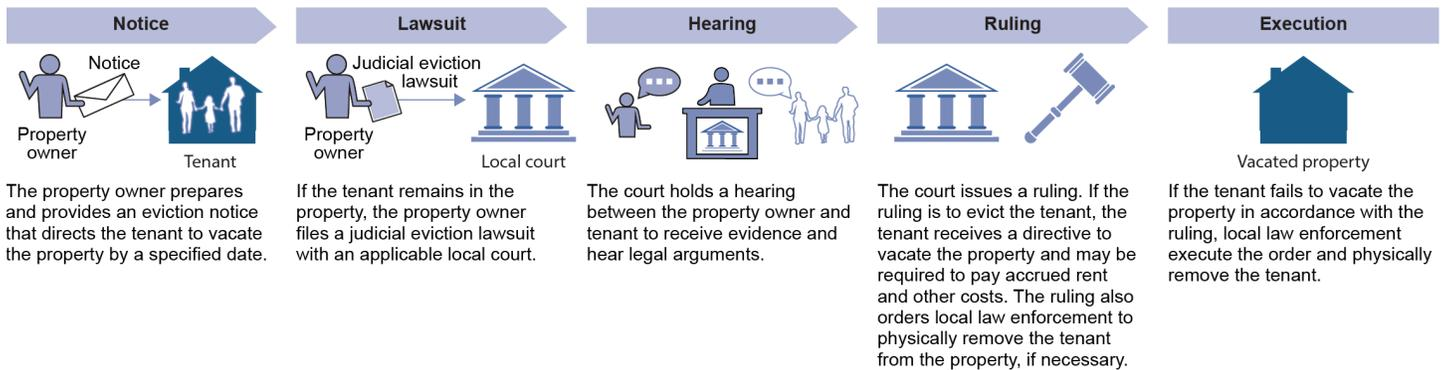 Notice
Notice
Property
owner
Tenant
The property owner prepares
and provides an eviction notice
that directs the tenant to vacate
the property by a specified date.
Lawsuit
Judicial eviction
lawsuit
Property
owner
Local court
If the tenant remains in the
property, the property owner
files a judicial eviction lawsuit
with an applicable local court.
Hearing
The court holds a hearing
between the property owner and
tenant to receive evidence and
hear legal arguments.
Ruling
The court issues a ruling. If the
ruling is to evict the tenant, the
tenant receives a directive to
vacate the property and may be
required to pay accrued rent
and other costs. The ruling also
orders local law enforcement to
physically remove the tenant
from the property, if necessary.
Execution
Vacated property
If the tenant fails to vacate the
property in accordance with the
ruling, local law enforcement
execute the order and physically
remove the tenant.